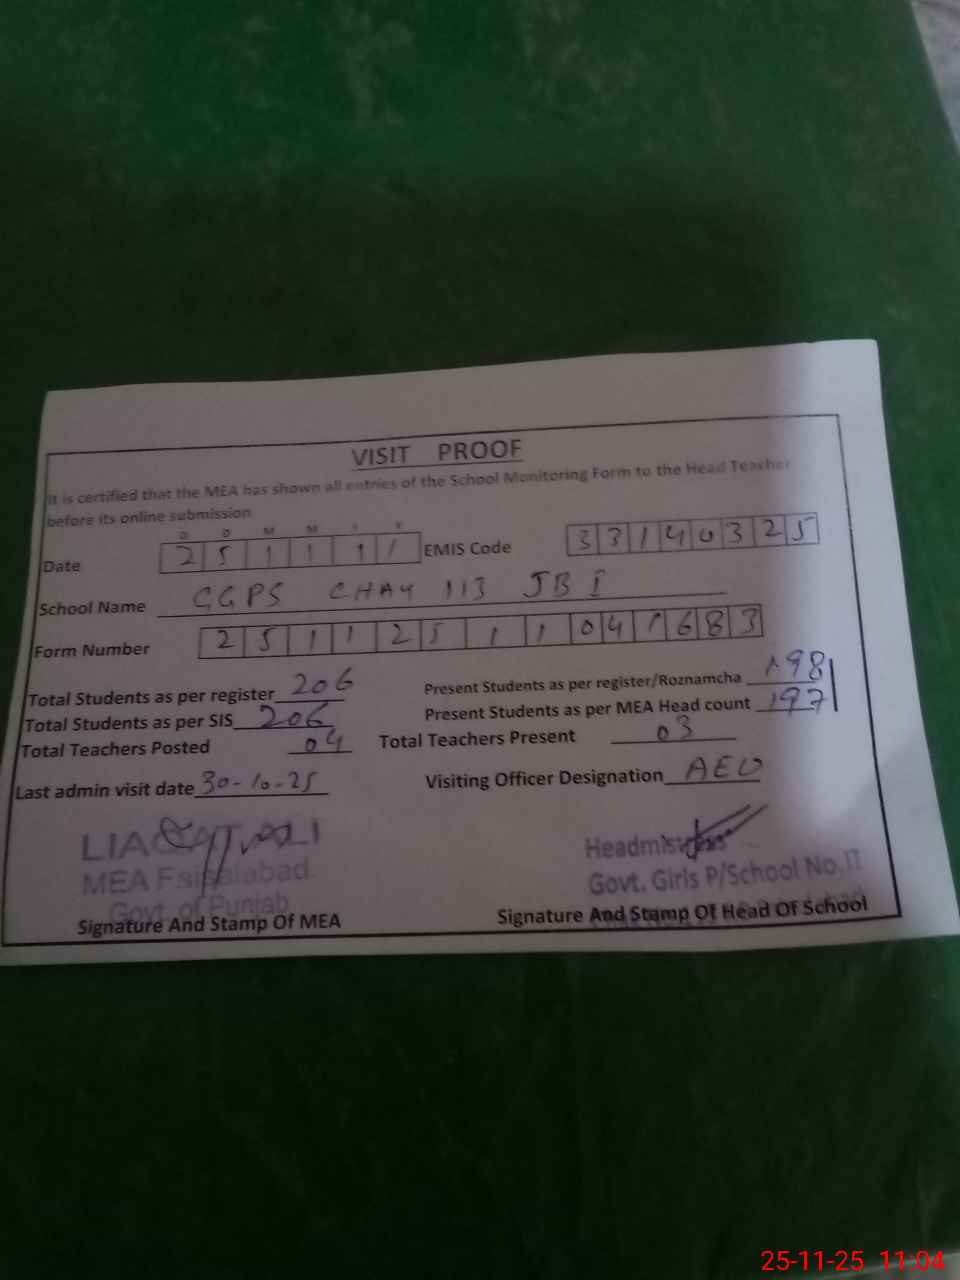 VISIT PROOF
It is certified that the MEA has shown all entries of the School Monitoring Form to the Head Teacher
before its online submission
D D M M Y Y
Date 2 5 1 1 1 1 EMIS Code 3 3 1 4 0 3 2 5
School Name GGPS CHAK 113 JB I
Form Number 2 5 1 1 2 5 1 1 0 4 1 6 8 3
Total Students as per register 206 Present Students as per register/Roznamcha 198
Total Students as per SIS 206 Present Students as per MEA Head count 197
Total Teachers Posted 04 Total Teachers Present 03
Last admin visit date 30-10-25 Visiting Officer Designation AEO
LIAQAT ALI
MEA Faisalabad.
Govt. of Punjab
Signature And Stamp Of MEA
Headmistress
Govt. Girls P/School No.
Signature And Stamp Of Head Of School
25-11-25 11:04